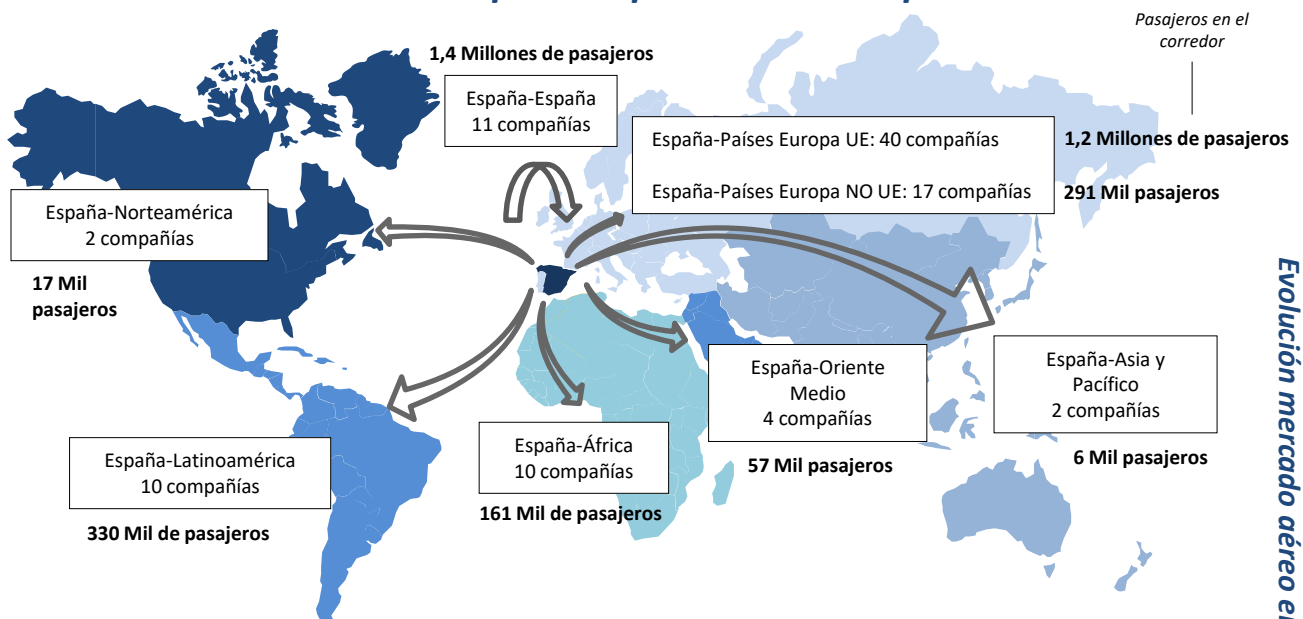 Pasajeros en el
corredor
1,4 Millones de pasajeros
España-España
11 compañías
España-Países Europa UE: 40 compañías
1,2 Millones de pasajeros
España-Países Europa NO UE: 17 compañías
291 Mil pasajeros
España-Norteamérica
2 compañías
17 Mil
pasajeros
España-Oriente
Medio
4 compañías
57 Mil pasajeros
España-Asia y
Pacífico
2 compañías
6 Mil pasajeros
España-África
10 compañías
161 Mil de pasajeros
España-Latinoamérica
10 compañías
330 Mil de pasajeros
Evolución mercado aéreo